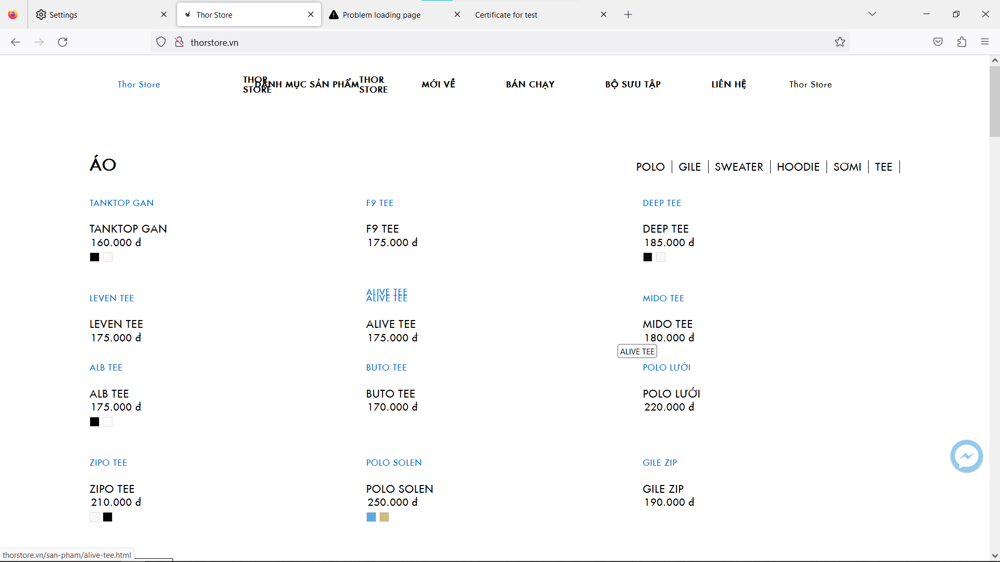 Settings
Thor Store
Problem loading page
Certificate for test
thorstore.vn
Thor Store
THOR STORE
DANH MỤC SẢN PHẨM
THOR STORE
MỚI VỀ
BÁN CHẠY
BỘ SƯU TẬP
LIÊN HỆ
Thor Store
ÁO
POLO
GILE
SWEATER
HOODIE
SƠMI
TEE
TANKTOP GAN
F9 TEE
DEEP TEE
TANKTOP GAN
F9 TEE
DEEP TEE
160.000 đ
175.000 đ
185.000 đ
ALIVE TEE
LEVEN TEE
ALIVE TEE
MIDO TEE
LEVEN TEE
ALIVE TEE
MIDO TEE
175.000 đ
175.000 đ
180.000 đ
ALIVE TEE
ALB TEE
BUTO TEE
POLO LƯỚI
ALB TEE
BUTO TEE
POLO LƯỚI
175.000 đ
170.000 đ
220.000 đ
ZIPO TEE
POLO SOLEN
GILE ZIP
ZIPO TEE
POLO SOLEN
GILE ZIP
210.000 đ
250.000 đ
190.000 đ
thorstore.vn/san-pham/alive-tee.html